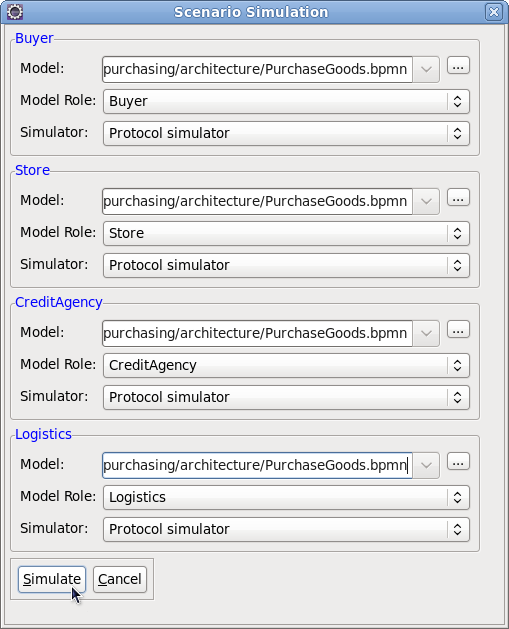 Scenario Simulation
Buyer
Model: purchasing/architecture/PurchaseGoods.bpmn ...
Model Role: Buyer
Simulator: Protocol simulator
Store
Model: purchasing/architecture/PurchaseGoods.bpmn ...
Model Role: Store
Simulator: Protocol simulator
CreditAgency
Model: purchasing/architecture/PurchaseGoods.bpmn ...
Model Role: CreditAgency
Simulator: Protocol simulator
Logistics
Model: purchasing/architecture/PurchaseGoods.bpmn ...
Model Role: Logistics
Simulator: Protocol simulator
Simulate Cancel